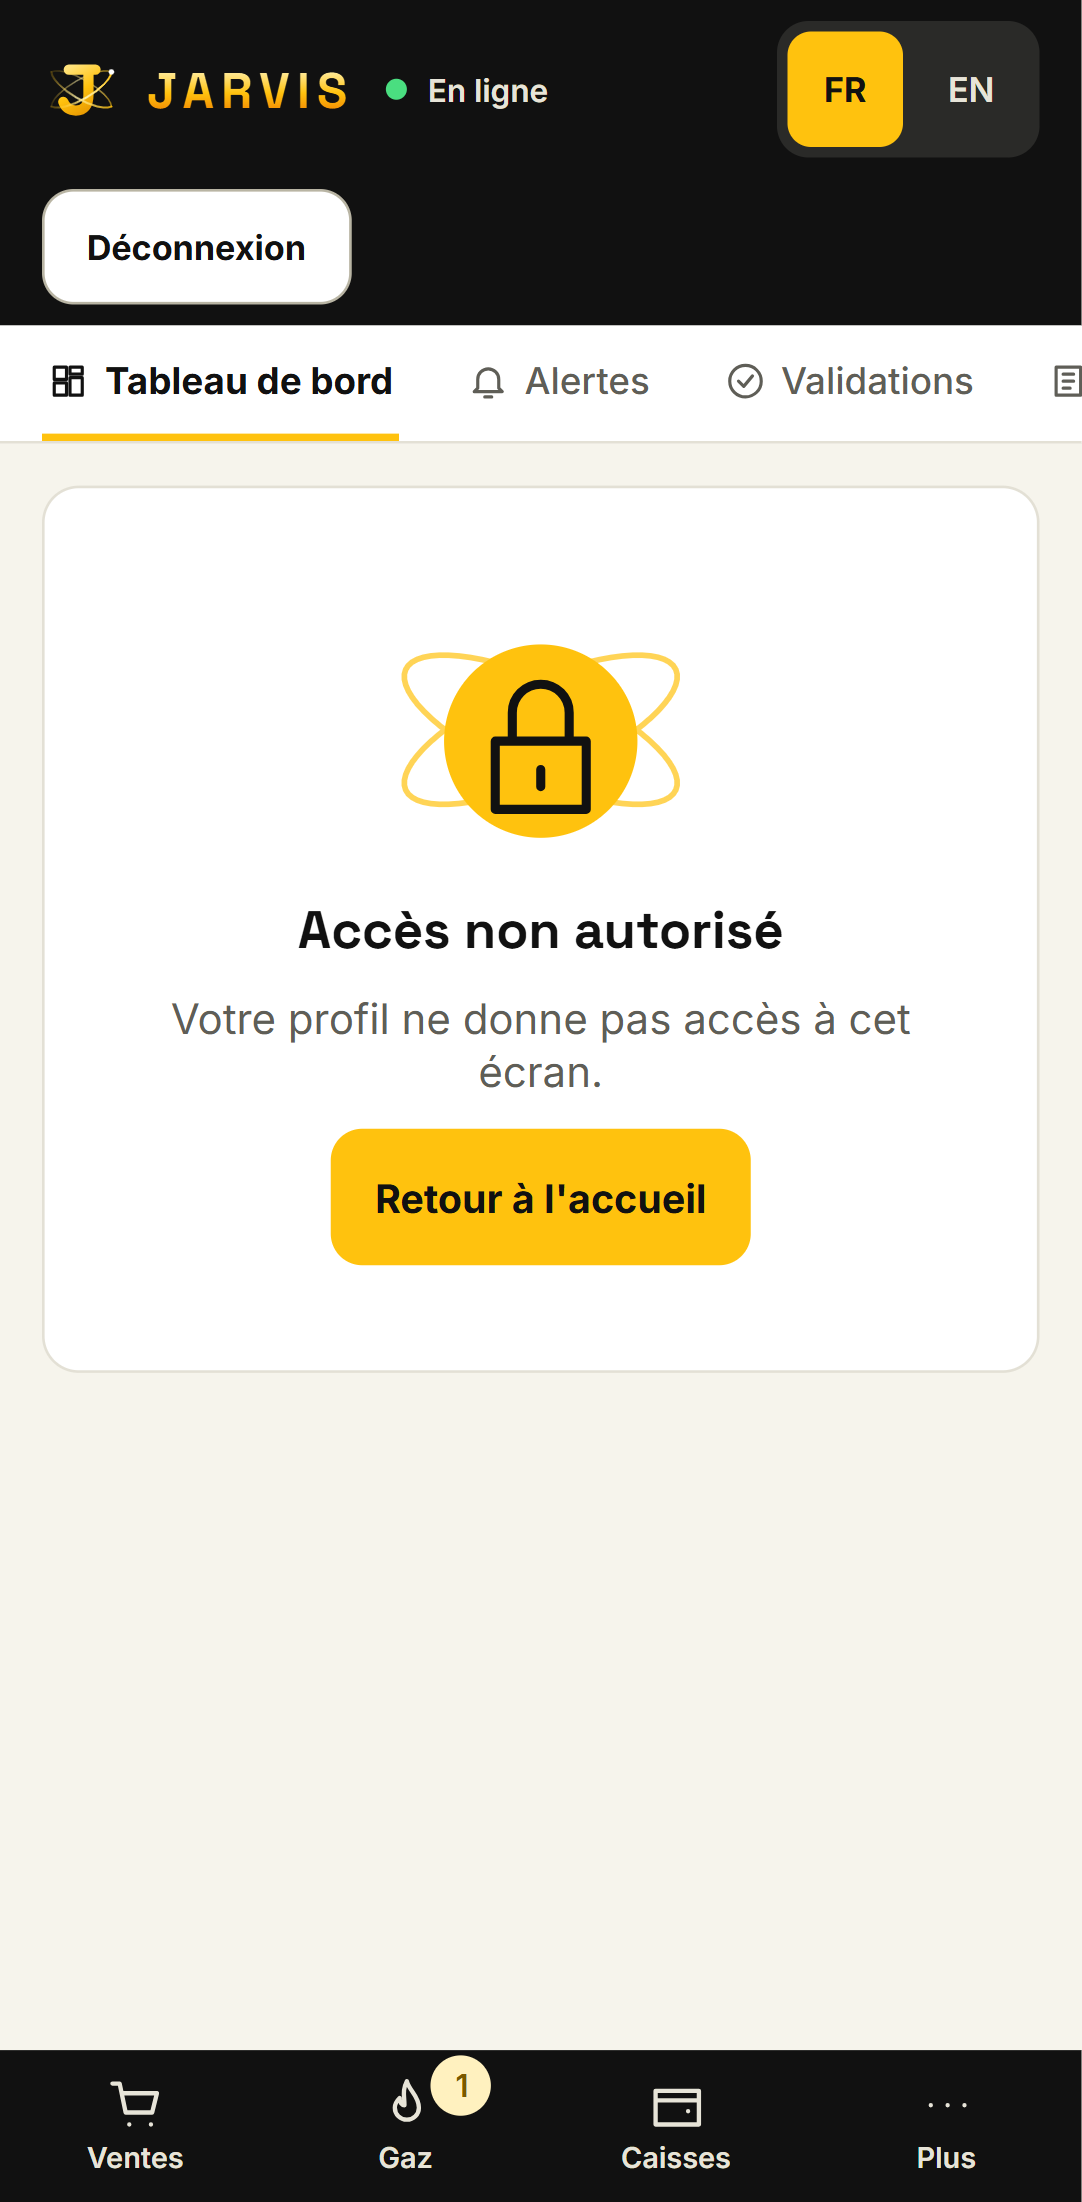 JARVIS
En ligne
FR
EN
Déconnexion
Tableau de bord
Alertes
Validations
Accès non autorisé
Votre profil ne donne pas accès à cet
écran.
Retour à l'accueil
1
Ventes
Gaz
Caisses
Plus